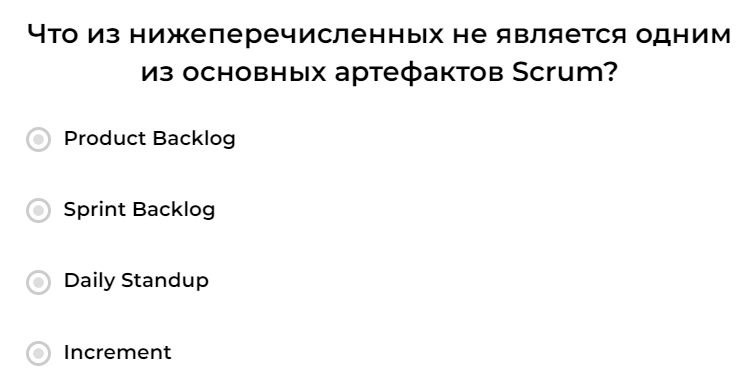 Что из нижеперечисленных не является одним
из основных артефактов Scrum?
Product Backlog
Sprint Backlog
Daily Standup
Increment